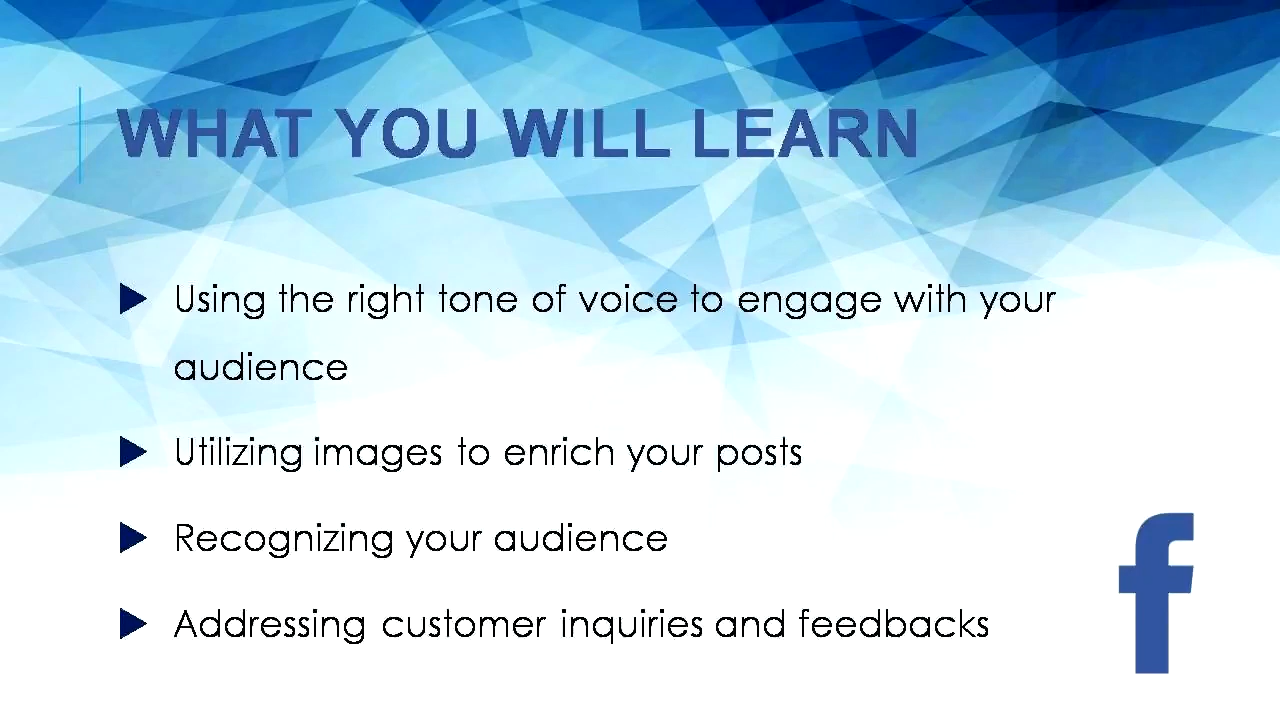 WHAT YOU WILL LEARN
Using the right tone of voice to engage with your
audience
Utilizing images to enrich your posts
Recognizing your audience
Addressing customer inquiries and feedbacks
f